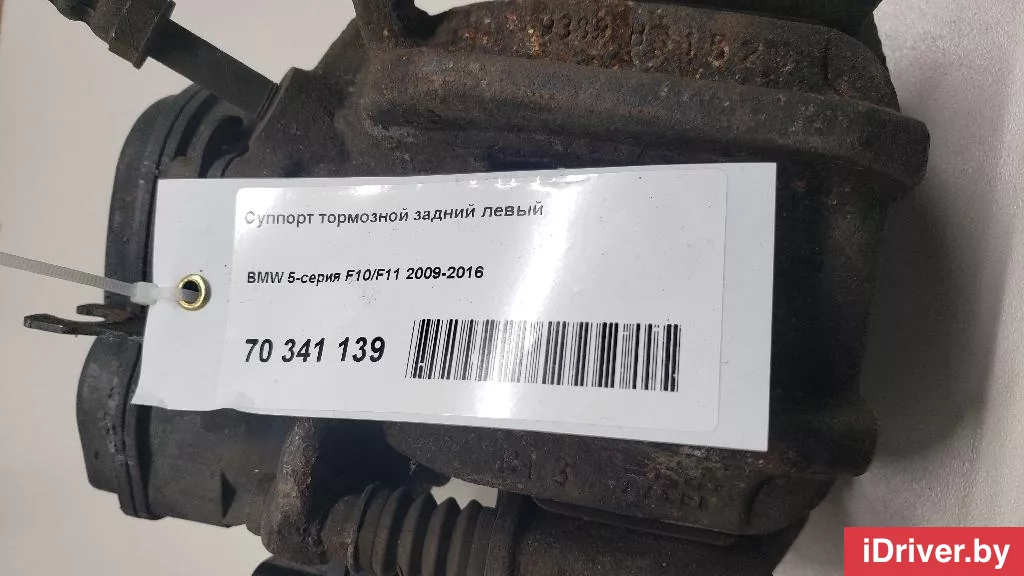 Суппорт тормозной задний левый
BMW 5-серия F10/F11 2009-2016
70 341 139
iDriver.by